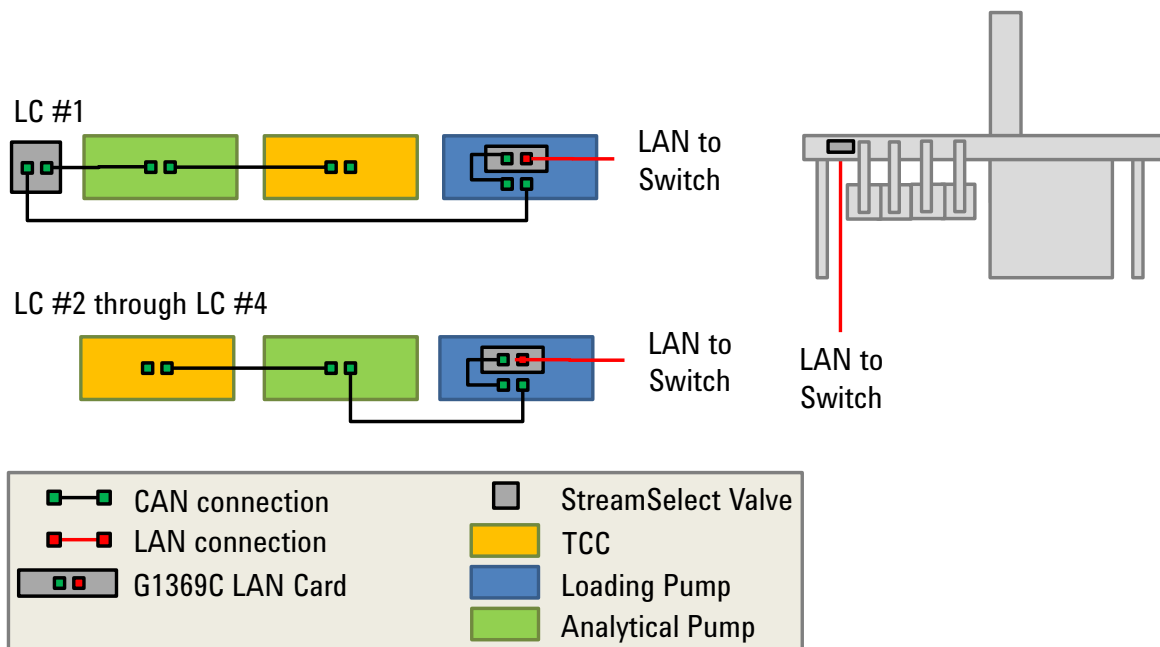 LC #1
LAN to
Switch
LC #2 through LC #4
LAN to
Switch
LAN to
Switch
CAN connection
LAN connection
G1369C LAN Card
StreamSelect Valve
TCC
Loading Pump
Analytical Pump